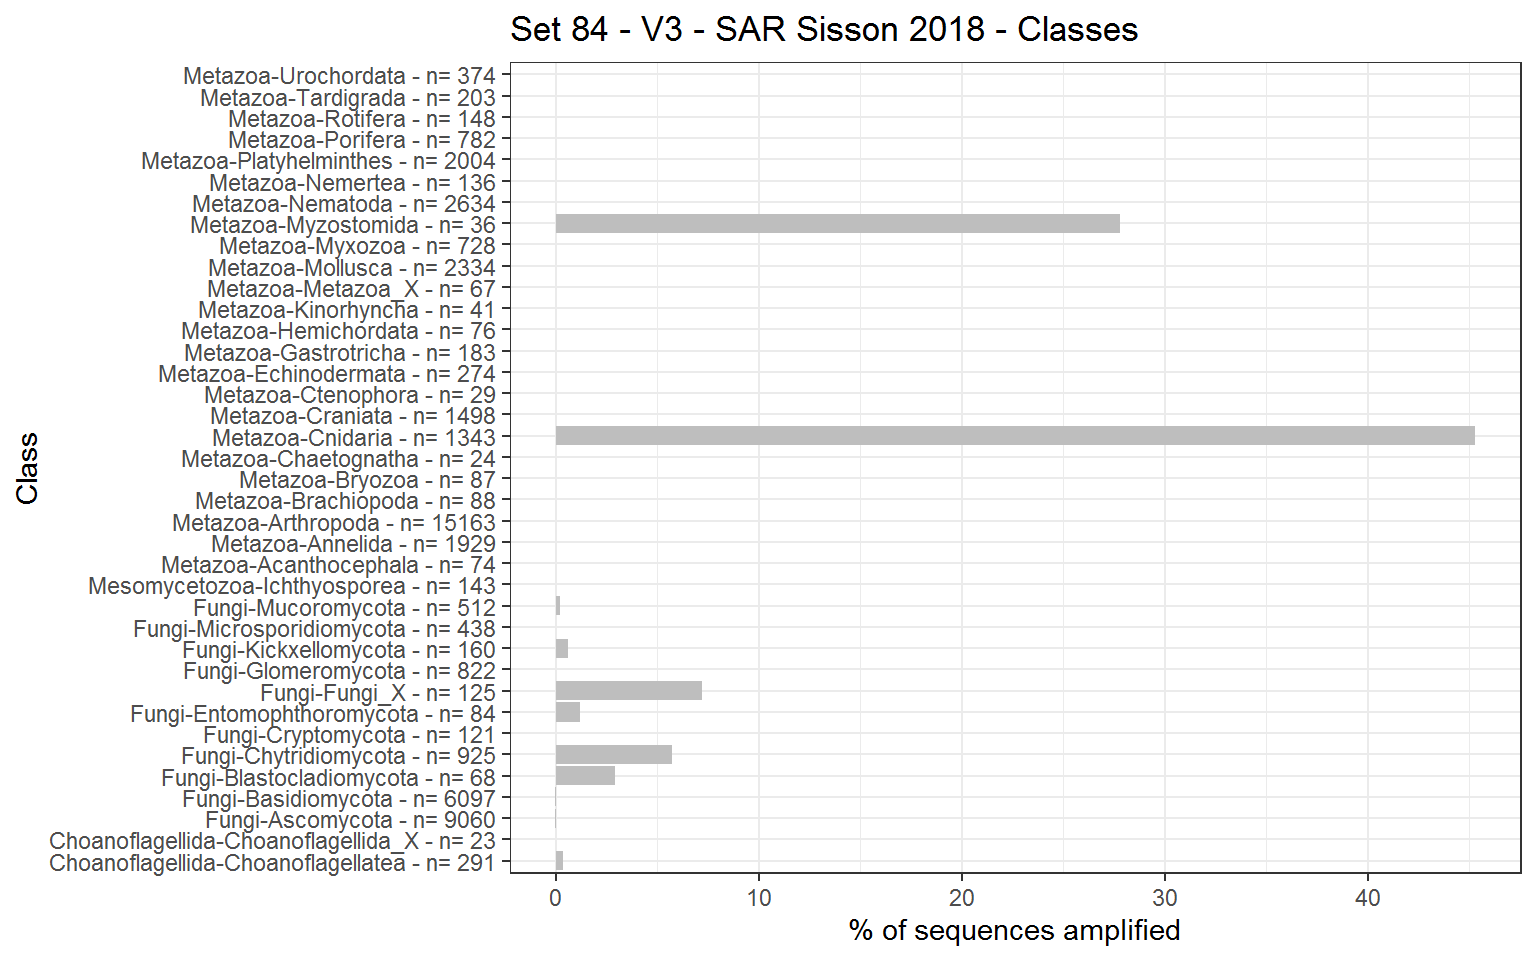 Set 84 - V3 - SAR Sisson 2018 - Classes
Metazoa-Urochordata - n= 374
Metazoa-Tardigrada - n= 203
Metazoa-Rotifera - n= 148
Metazoa-Porifera - n= 782
Metazoa-Platyhelminthes - n= 2004
Metazoa-Nemertea - n= 136
Metazoa-Nematoda - n= 2634
Metazoa-Myzostomida - n= 36
Metazoa-Myxozoa - n= 728
Metazoa-Mollusca - n= 2334
Metazoa-Metazoa_X - n= 67
Metazoa-Kinorhyncha - n= 41
Metazoa-Hemichordata - n= 76
Metazoa-Gastrotricha - n= 183
Metazoa-Echinodermata - n= 274
Metazoa-Ctenophora - n= 29
Metazoa-Craniata - n= 1498
Metazoa-Cnidaria - n= 1343
Metazoa-Chaetognatha - n= 24
Metazoa-Bryozoa - n= 87
Metazoa-Brachiopoda - n= 88
Metazoa-Arthropoda - n= 15163
Metazoa-Annelida - n= 1929
Metazoa-Acanthocephala - n= 74
Mesomycetozoa-Ichthyosporea - n= 143
Fungi-Mucoromycota - n= 512
Fungi-Microsporidiomycota - n= 438
Fungi-Kickxellomycota - n= 160
Fungi-Glomeromycota - n= 822
Fungi-Fungi_X - n= 125
Fungi-Entomophthoromycota - n= 84
Fungi-Cryptomycota - n= 121
Fungi-Chytridiomycota - n= 925
Fungi-Blastocladiomycota - n= 68
Fungi-Basidiomycota - n= 6097
Fungi-Ascomycota - n= 9060
Choanoflagellida-Choanoflagellida_X - n= 23
Choanoflagellida-Choanoflagellatea - n= 291
Class
0 10 20 30 40
% of sequences amplified